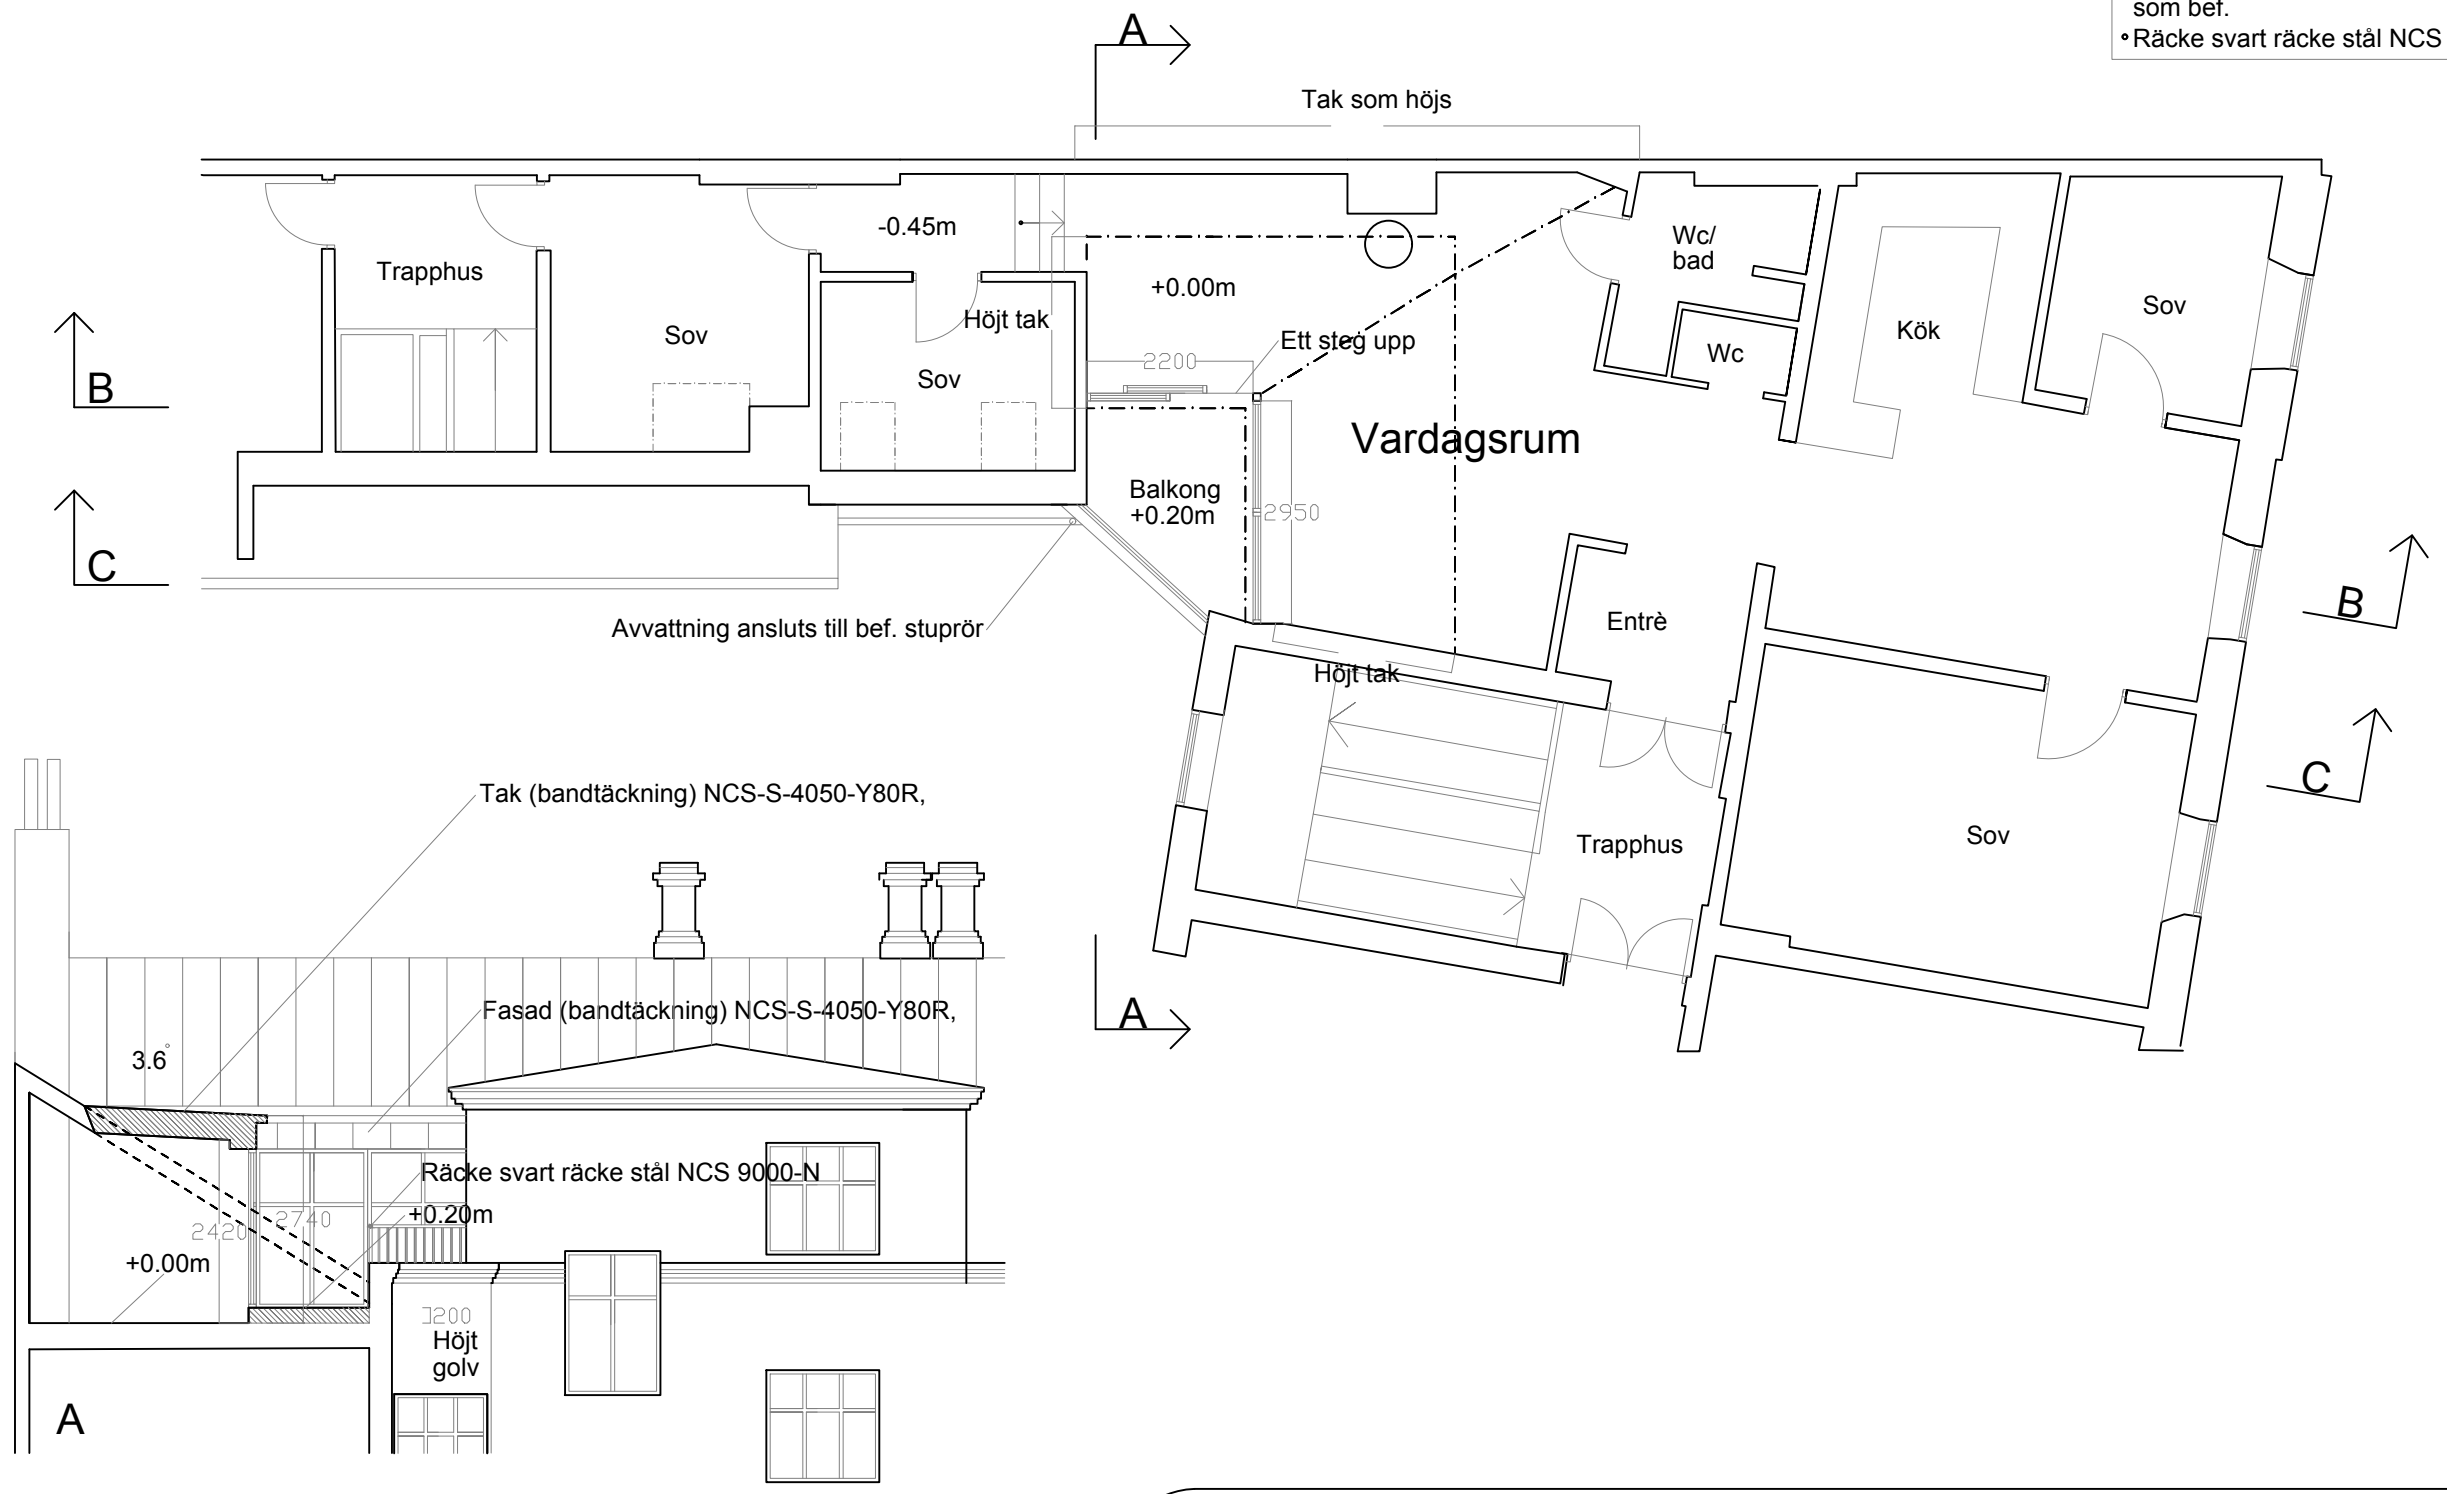 som bef.
Räcke svart räcke stål NCS
A
Tak som höjs
-0.45m
Wc/
bad
Trapphus
+0.00m
Sov
Höjt tak
Sov
Kök
Sov
Ett steg upp
2200
Wc
Sov
B
Vardagsrum
Balkong
+0.20m
2950
C
B
Entrè
Avvattning ansluts till bef. stuprör
Höjt tak
C
Tak (bandtäckning) NCS-S-4050-Y80R,
Trapphus
Sov
Fasad (bandtäckning) NCS-S-4050-Y80R,
A
3.6°
Räcke svart räcke stål NCS 9000-N
+0.20m
2740
2420
+0.00m
200
Höjt
golv
A